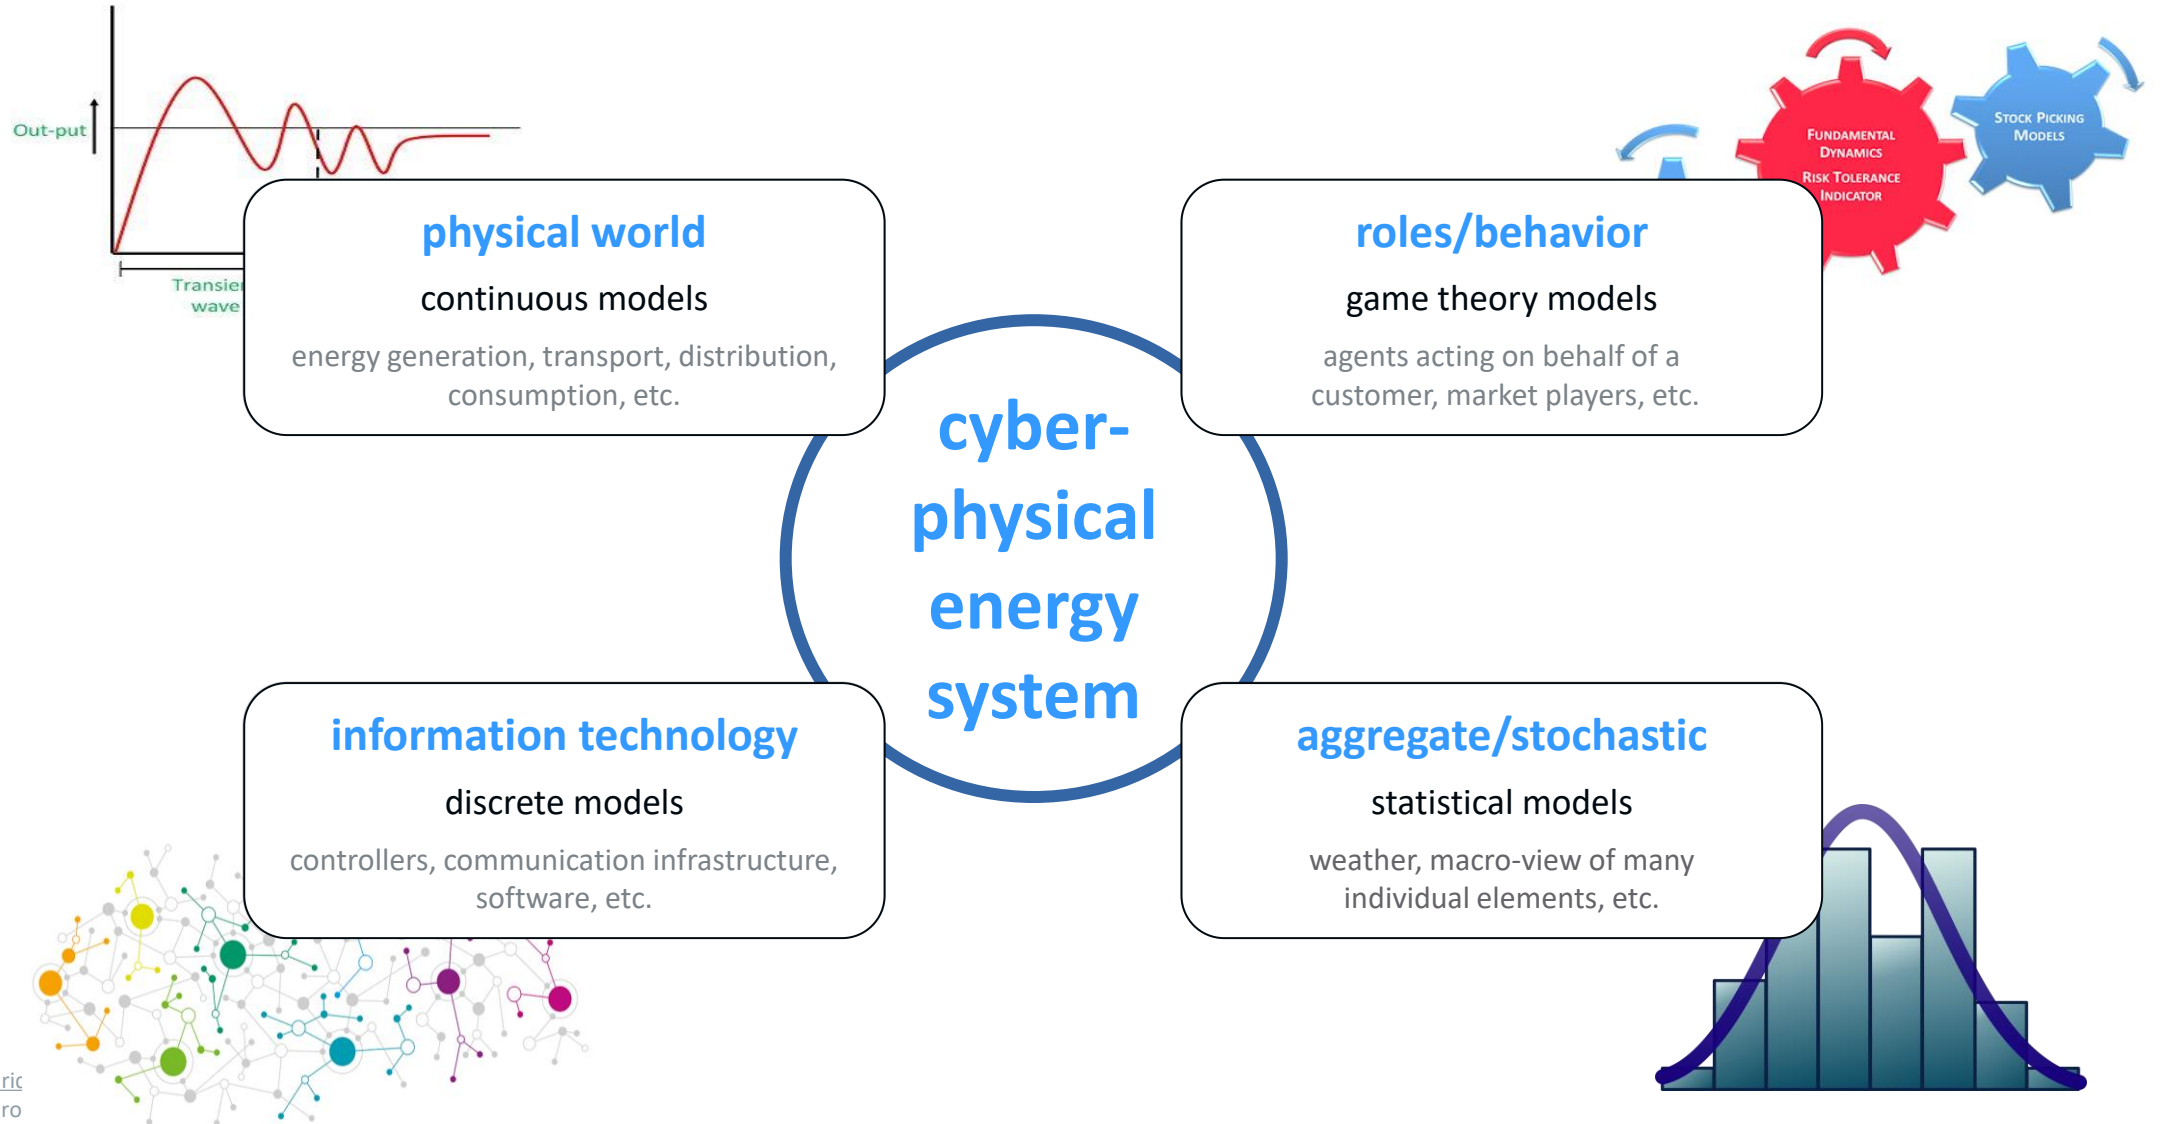 Out-put
Transie
wave
FUNDAMENTAL
DYNAMICS
RISK TOLERANCE
INDICATOR
STOCK PICKING
MODELS
physical world
continuous models
energy generation, transport, distribution,
consumption, etc.
roles/behavior
game theory models
agents acting on behalf of a
customer, market players, etc.
cyber-
physical
energy
system
information technology
discrete models
controllers, communication infrastructure,
software, etc.
aggregate/stochastic
statistical models
weather, macro-view of many
individual elements, etc.
ric
ro